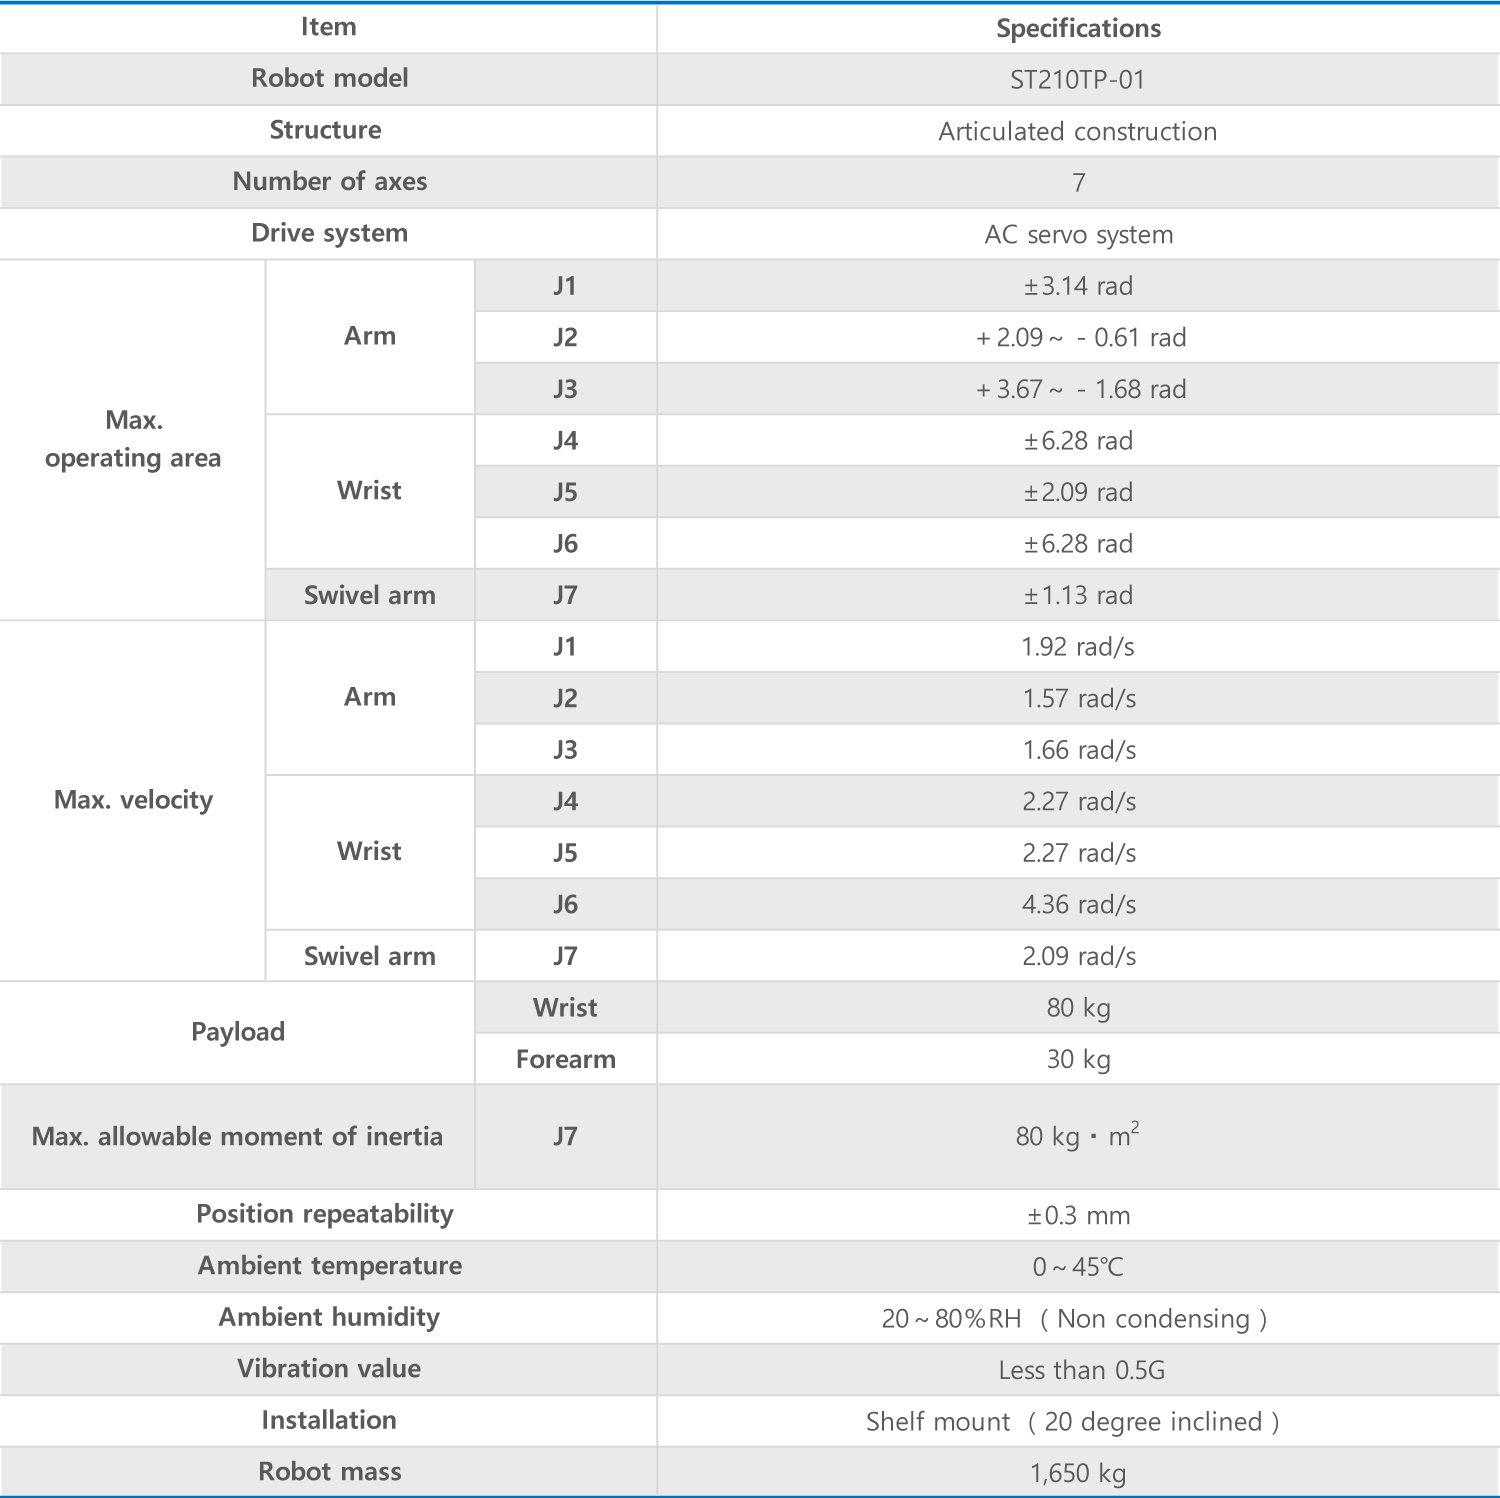 Item Specifications
Robot model ST210TP-01
Structure Articulated construction
Number of axes 7
Drive system AC servo system
Max.
operating area
Arm
J1 ±3.14 rad
J2 + 2.09 ~ - 0.61 rad
J3 + 3.67 ~ - 1.68 rad
Wrist
J4 ±6.28 rad
J5 ±2.09 rad
J6 ±6.28 rad
Swivel arm J7 ±1.13 rad
Max. velocity
Arm
J1 1.92 rad/s
J2 1.57 rad/s
J3 1.66 rad/s
Wrist
J4 2.27 rad/s
J5 2.27 rad/s
J6 4.36 rad/s
Swivel arm J7 2.09 rad/s
Payload
Wrist 80 kg
Forearm 30 kg
Max. allowable moment of inertia J7 80 kg・m²
Position repeatability ±0.3 mm
Ambient temperature 0 ~ 45℃
Ambient humidity 20 ~ 80%RH ( Non condensing )
Vibration value Less than 0.5G
Installation Shelf mount ( 20 degree inclined )
Robot mass 1,650 kg